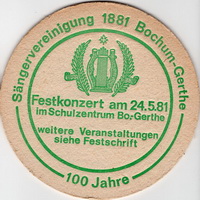 Sängervereinigung 1881 Bochum-Gerthe
Festkonzert am 24.5.81
im Schulzentrum Bo.-Gerthe
weitere Veranstaltungen
siehe Festschrift
100 Jahre